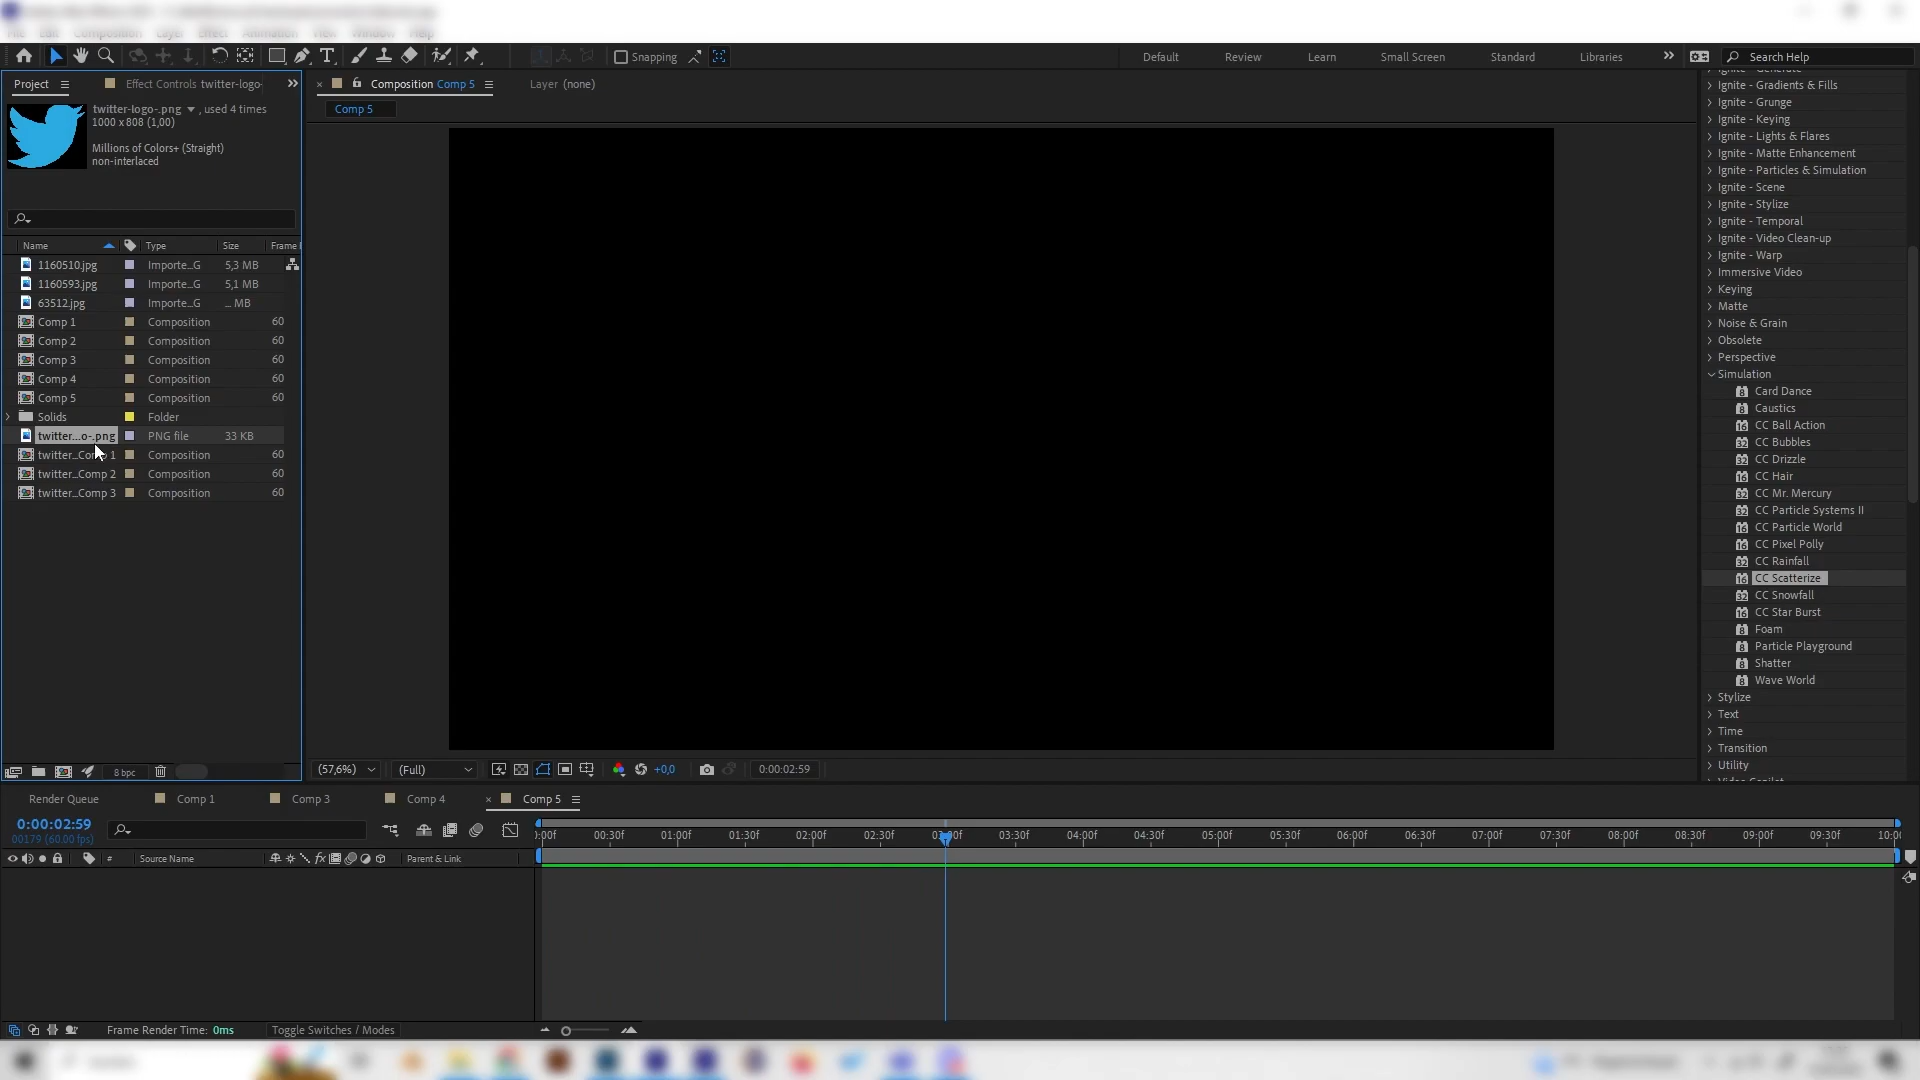 Snapping
Default
Review
Learn
Small Screen
Standard
Libraries
Search Help
Project
Effect Controls twitter-logo-
Composition Comp 5
Layer (none)
Comp 5
twitter-logo-.png , used 4 times
1000 x 808 (1,00)
Millions of Colors+ (Straight)
non-interlaced
Name Type Size Frame
1160510.jpg Importe...G 5,3 MB
1160593.jpg Importe...G 5,1 MB
63512.jpg Importe...G ... MB
Comp 1 Composition 60
Comp 2 Composition 60
Comp 3 Composition 60
Comp 4 Composition 60
Comp 5 Composition 60
Solids Folder
twitter...o-.png PNG file 33 KB
twitter...Comp 1 Composition 60
twitter...Comp 2 Composition 60
twitter...Comp 3 Composition 60
8 bpc
(57,6%)
(Full)
+0,0
0:00:02:59
Ignite - Gradients & Fills
Ignite - Grunge
Ignite - Keying
Ignite - Lights & Flares
Ignite - Matte Enhancement
Ignite - Particles & Simulation
Ignite - Scene
Ignite - Stylize
Ignite - Temporal
Ignite - Video Clean-up
Ignite - Warp
Immersive Video
Keying
Matte
Noise & Grain
Obsolete
Perspective
Simulation
Card Dance
Caustics
CC Ball Action
CC Bubbles
CC Drizzle
CC Hair
CC Mr. Mercury
CC Particle Systems II
CC Particle World
CC Pixel Polly
CC Rainfall
CC Scatterize
CC Snowfall
CC Star Burst
Foam
Particle Playground
Shatter
Wave World
Stylize
Text
Time
Transition
Utility
Render Queue
Comp 1
Comp 3
Comp 4
Comp 5
0:00:02:59
00179 (60.00 fps)
# Source Name Parent & Link
:00f 00:30f 01:00f 01:30f 02:00f 02:30f 03:00f 03:30f 04:00f 04:30f 05:00f 05:30f 06:00f 06:30f 07:00f 07:30f 08:00f 08:30f 09:00f 09:30f 10:00
Frame Render Time: 0ms
Toggle Switches / Modes